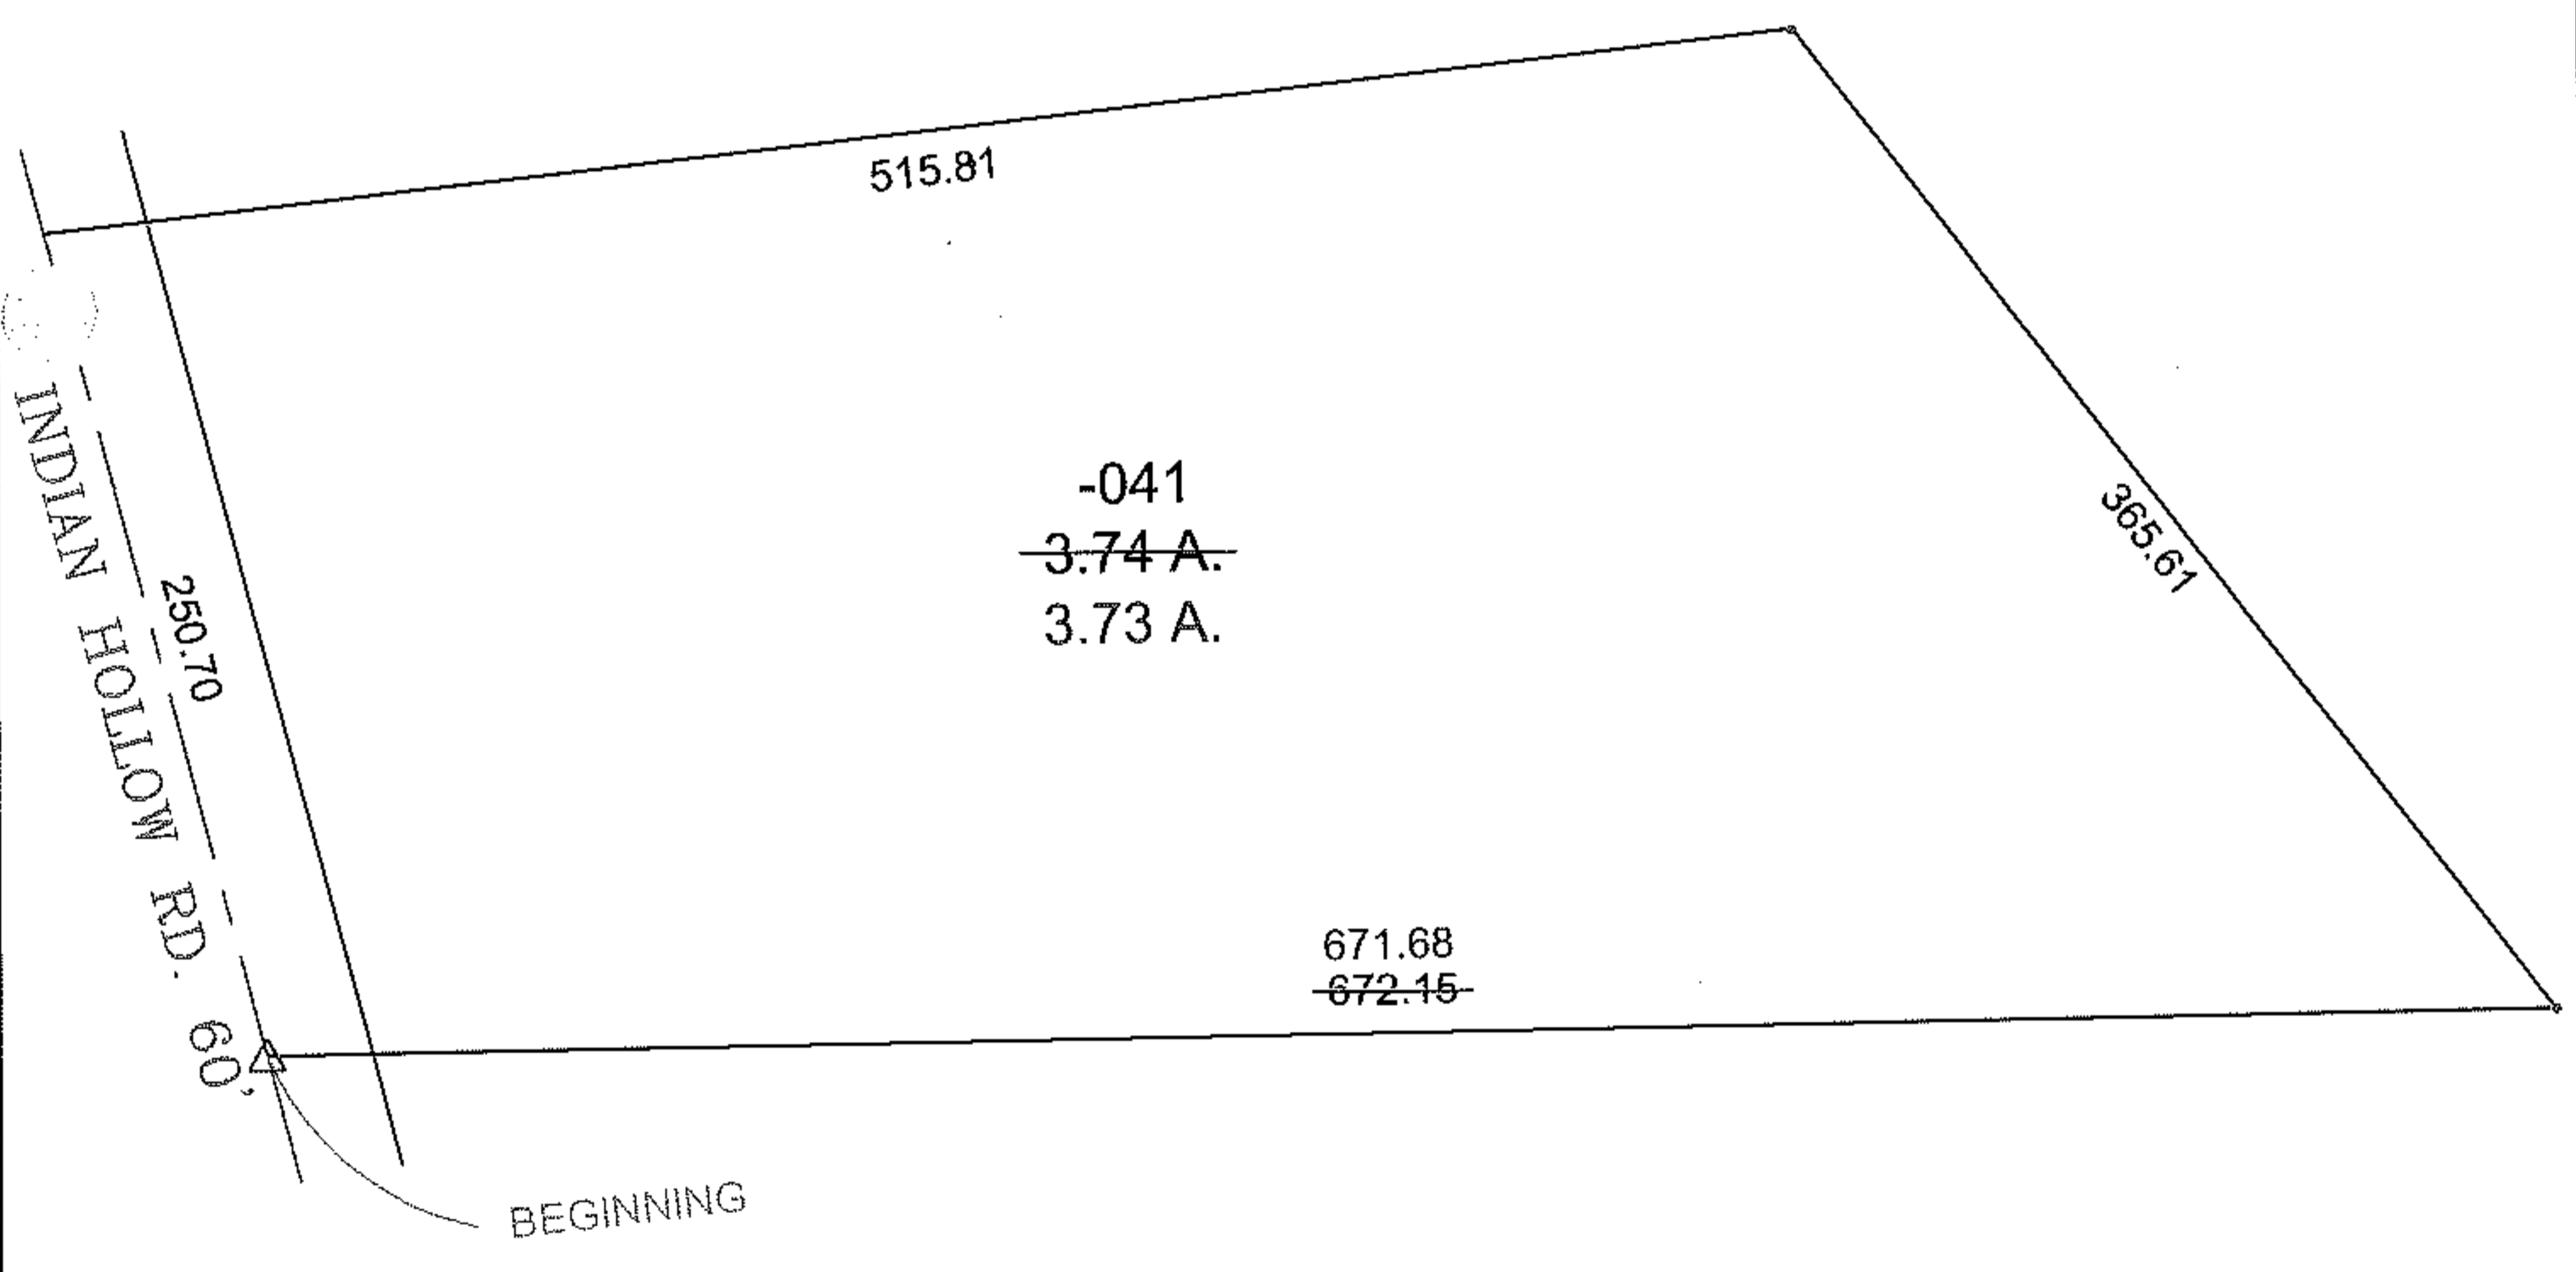 515.81
-041
3.74 A.
3.73 A.
365.61
INDIAN HOLLOW RD. 60'
250.70
671.68
672.15
BEGINNING